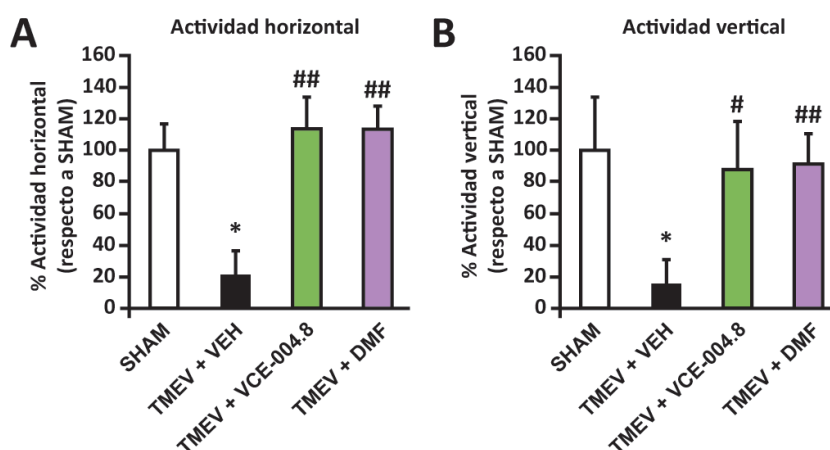 A
Actividad horizontal
% Actividad horizontal
(respecto a SHAM)
160
140
120
100
80
60
40
20
0
*
##
##
SHAM
TMEV + VEH
TMEV + VCE-004.8
TMEV + DMF
B
Actividad vertical
% Actividad vertical
(respecto a SHAM)
160
140
120
100
80
60
40
20
0
*
#
##
SHAM
TMEV + VEH
TMEV + VCE-004.8
TMEV + DMF